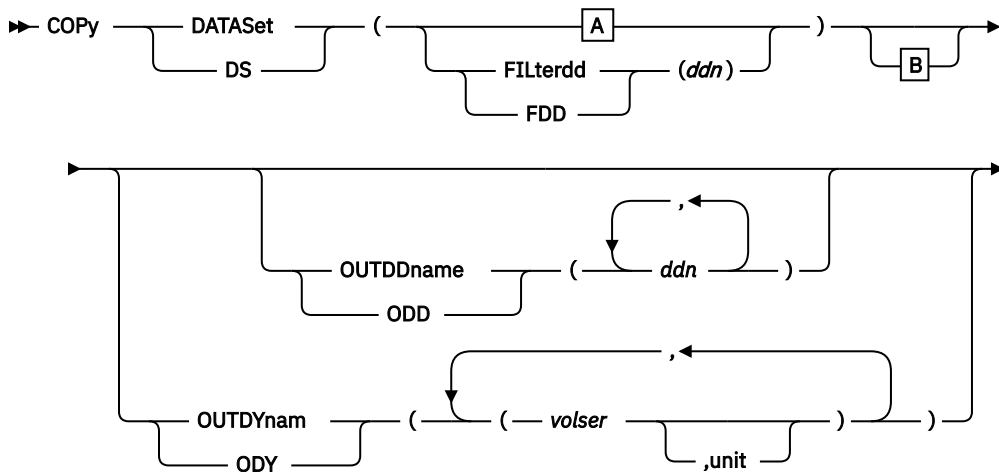 COPy DATASet ( A ) 
DS FILterdd (ddn) B
FDD
,
OUTDDname ( ddn )
ODD
,
OUTDYnam ( ( volser ) )
ODY ,unit